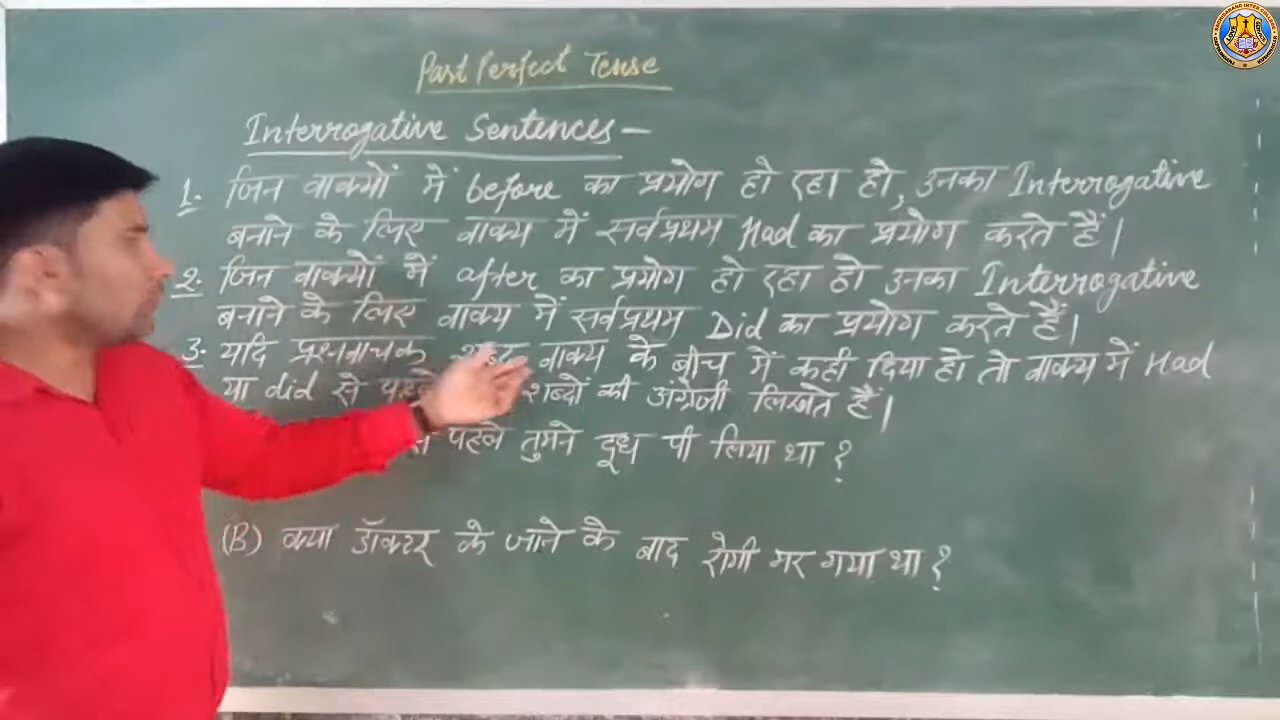 Past Perfect Tense
Interrogative Sentences-
1. जिन वाक्यों में before का प्रयोग हो रहा हो, उनका Interrogative
बनाने के लिए वाक्य में सर्वप्रथम Had का प्रयोग करते हैं।
2. जिन वाक्यों में after का प्रयोग हो रहा हो उनका Interrogative
बनाने के लिए वाक्य में सर्वप्रथम Did का प्रयोग करते हैं।
3. यदि प्रश्नवाचक शब्द वाक्य के बीच में कही दिया हो तो वाक्य में Had
या did से शब्दों की अंग्रेजी लिखते हैं।
पहले तुमने दूध पी लिया था ?
(B) क्या डॉक्टर के जाने के बाद रोगी मर गया था ?